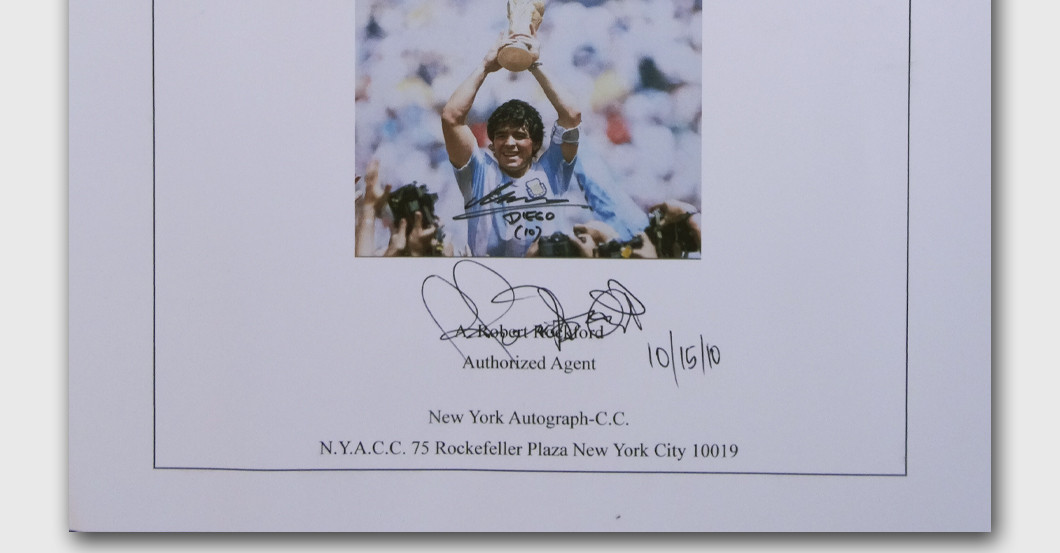 DIEGO
(10)
A. Robert Rockford
Authorized Agent
10/15/10
New York Autograph-C.C.
N.Y.A.C.C. 75 Rockefeller Plaza New York City 10019